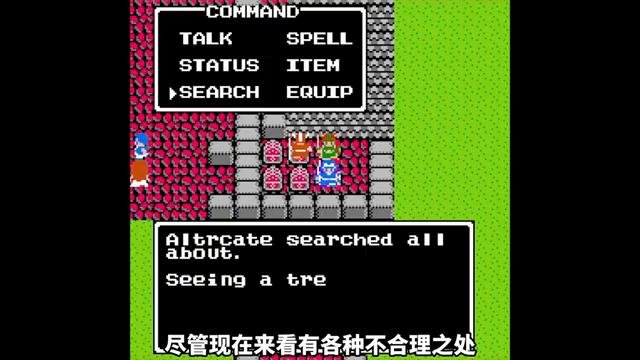 COMMAND
TALK SPELL
STATUS ITEM
SEARCH EQUIP
Altrcate searched all
about.
Seeing a tre
尽管现在来看有各种不合理之处